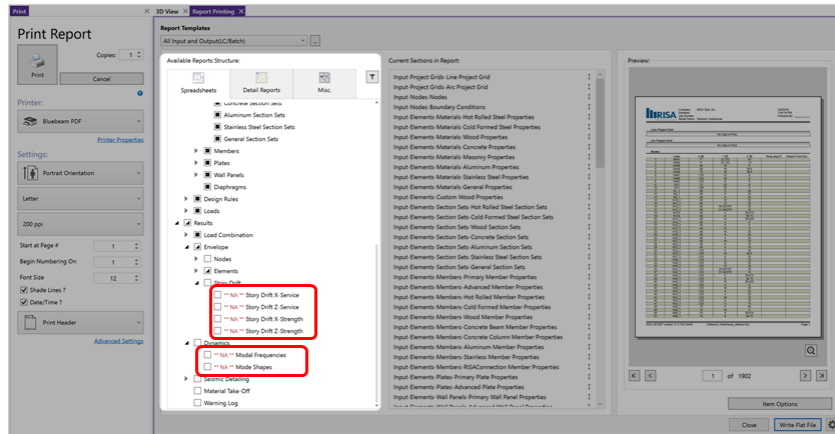 Print
3D View
Report Printing
Print Report
Copies: 1
Print
Cancel
Printer:
Bluebeam PDF
Printer Properties
Settings:
Portrait Orientation
Letter
200 ppi
Start at Page # 1
Begin Numbering On 1
Font Size 12
Shade Lines ?
Date/Time ?
Print Header
Advanced Settings
Report Templates
All Input and Output(LC/Batch)
...
Available Reports Structure:
Spreadsheets
Detail Reports
Misc.
Concrete Section Sets
Aluminum Section Sets
Stainless Steel Section Sets
General Section Sets
Members
Plates
Wall Panels
Diaphragms
Design Rules
Loads
Results
Load Combination
Envelope
Nodes
Elements
Story Drift
** NA ** Story Drift X-Service
** NA ** Story Drift Z-Service
** NA ** Story Drift X-Strength
** NA ** Story Drift Z-Strength
Dynamics
** NA ** Modal Frequencies
** NA ** Mode Shapes
Seismic Detailing
Material Take-Off
Warning Log
Current Sections in Report:
Input-Project Grids-Line Project Grid
Input-Project Grids-Arc Project Grid
Input-Nodes-Nodes
Input-Nodes-Boundary Conditions
Input-Elements-Materials-Hot Rolled Steel Properties
Input-Elements-Materials-Cold Formed Steel Properties
Input-Elements-Materials-Wood Properties
Input-Elements-Materials-Concrete Properties
Input-Elements-Materials-Masonry Properties
Input-Elements-Materials-Aluminum Properties
Input-Elements-Materials-Stainless Steel Properties
Input-Elements-Materials-General Properties
Input-Elements-Custom Wood Properties
Input-Elements-Section Sets-Hot Rolled Steel Section Sets
Input-Elements-Section Sets-Cold Formed Steel Section Sets
Input-Elements-Section Sets-Wood Section Sets
Input-Elements-Section Sets-Concrete Section Sets
Input-Elements-Section Sets-Aluminum Section Sets
Input-Elements-Section Sets-Stainless Steel Section Sets
Input-Elements-Section Sets-General Section Sets
Input-Elements-Members-Primary Member Properties
Input-Elements-Members-Advanced Member Properties
Input-Elements-Members-Hot Rolled Member Properties
Input-Elements-Members-Cold Formed Member Properties
Input-Elements-Members-Wood Member Properties
Input-Elements-Members-Concrete Beam Member Properties
Input-Elements-Members-Concrete Column Member Properties
Input-Elements-Members-Aluminum Member Properties
Input-Elements-Members-Stainless Member Properties
Input-Elements-Members-RISAConnection Member Properties
Input-Elements-Plates-Primary Plate Properties
Input-Elements-Plates-Advanced Plate Properties
Input-Elements-Wall Panels-Primary Wall Panel Properties
Input-Elements-Wall Panels-Advanced Wall Panel Properties
Preview:
RISA
1 of 1902
Item Options
Close
Write Flat File